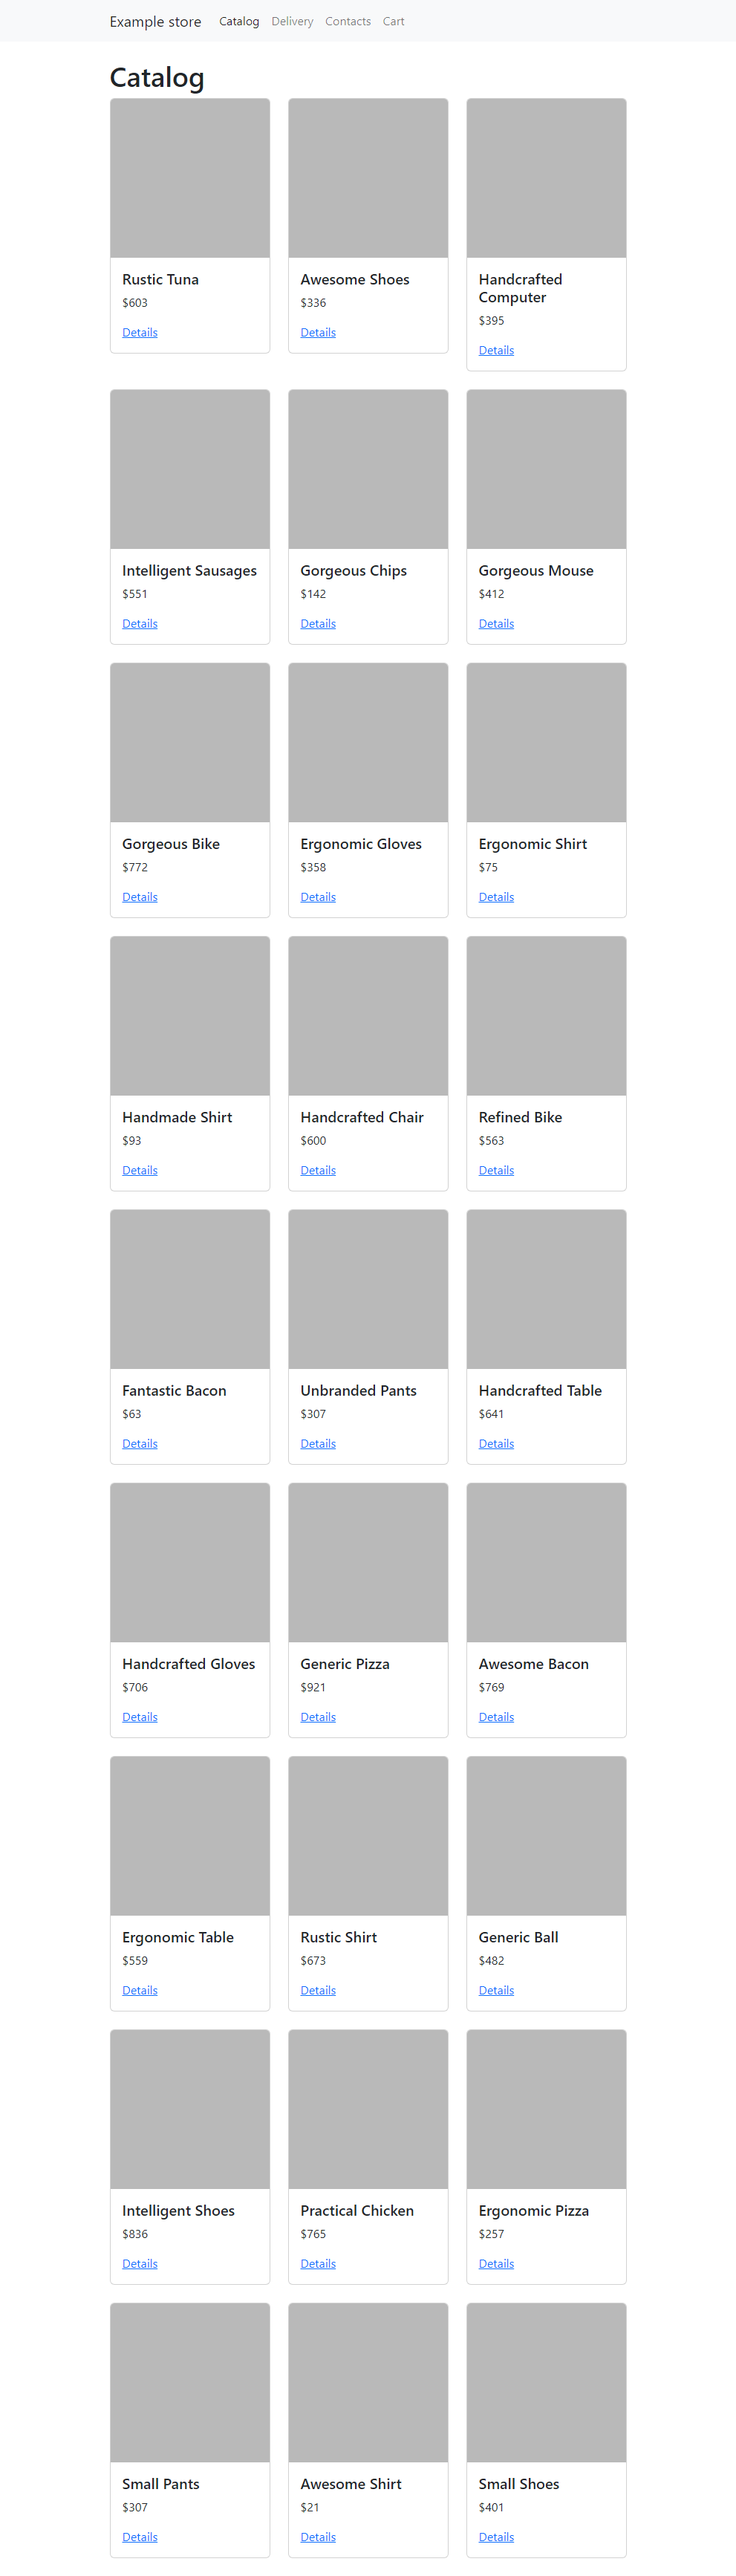 Example store Catalog Delivery Contacts Cart
Catalog
Rustic Tuna
$603
Details
Awesome Shoes
$336
Details
Handcrafted
Computer
$395
Details
Intelligent Sausages
$551
Details
Gorgeous Chips
$142
Details
Gorgeous Mouse
$412
Details
Gorgeous Bike
$772
Details
Ergonomic Gloves
$358
Details
Ergonomic Shirt
$75
Details
Handmade Shirt
$93
Details
Handcrafted Chair
$600
Details
Refined Bike
$563
Details
Fantastic Bacon
$63
Details
Unbranded Pants
$307
Details
Handcrafted Table
$641
Details
Handcrafted Gloves
$706
Details
Generic Pizza
$921
Details
Awesome Bacon
$769
Details
Ergonomic Table
$559
Details
Rustic Shirt
$673
Details
Generic Ball
$482
Details
Intelligent Shoes
$836
Details
Practical Chicken
$765
Details
Ergonomic Pizza
$257
Details
Small Pants
$307
Details
Awesome Shirt
$21
Details
Small Shoes
$401
Details